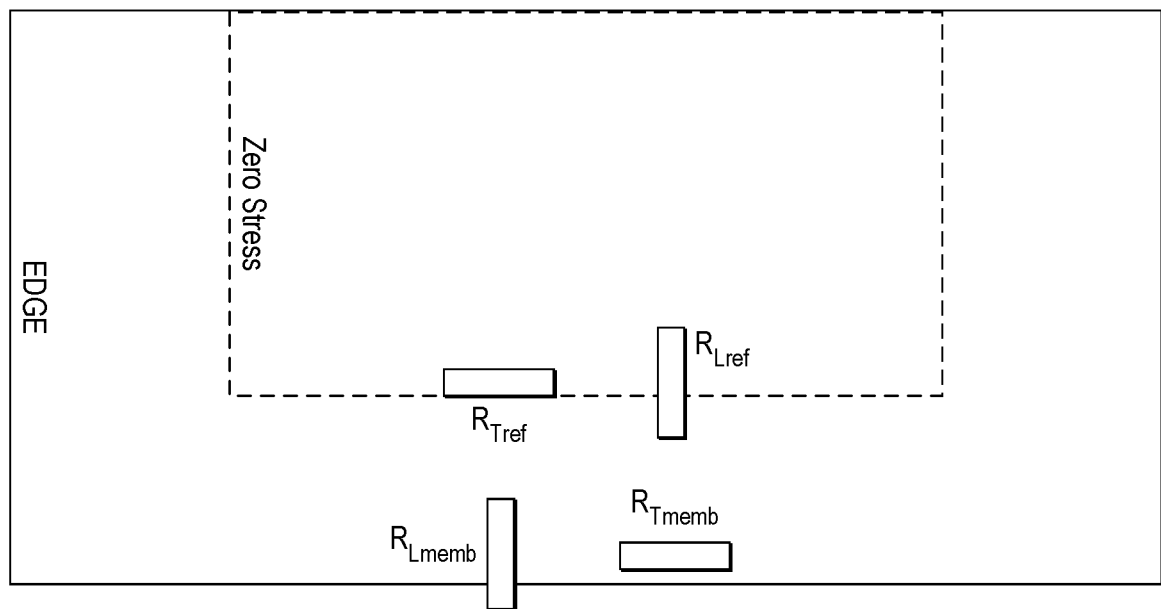 Zero Stress
EDGE
R_Lref
R_Tref
R_Tmemb
R_Lmemb